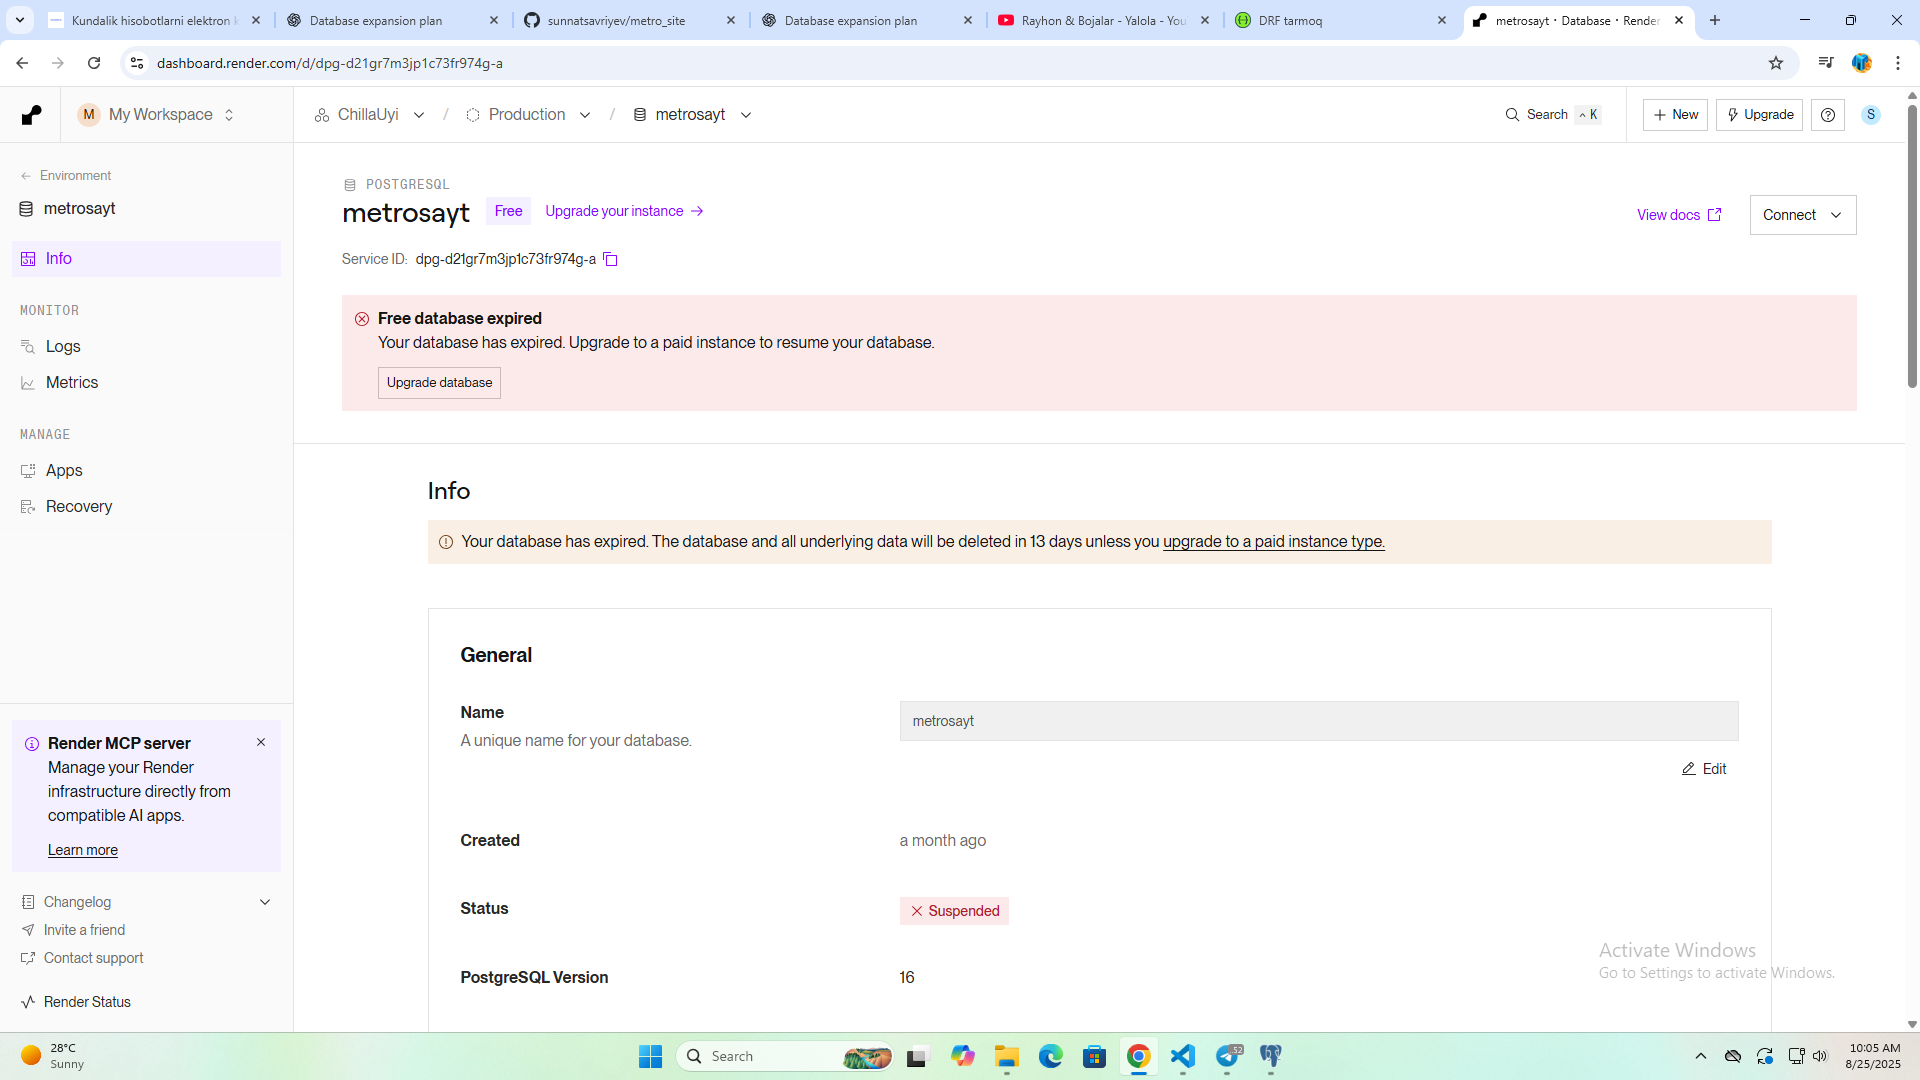 Kundalik hisobotlarni elektron k
Database expansion plan
sunnatsavriyev/metro_site
Database expansion plan
Rayhon & Bojalar - Yalola - You
DRF tarmoq
metrosayt · Database · Render
dashboard.render.com/d/dpg-d21gr7m3jp1c73fr974g-a
M My Workspace
ChillaUyi / Production / metrosayt
Search ^ K
+ New
Upgrade
S
← Environment
metrosayt
Info
MONITOR
Logs
Metrics
MANAGE
Apps
Recovery
Render MCP server
Manage your Render
infrastructure directly from
compatible AI apps.
Learn more
Changelog
Invite a friend
Contact support
Render Status
POSTGRESQL
metrosayt Free Upgrade your instance →
View docs
Connect
Service ID: dpg-d21gr7m3jp1c73fr974g-a
Free database expired
Your database has expired. Upgrade to a paid instance to resume your database.
Upgrade database
Info
Your database has expired. The database and all underlying data will be deleted in 13 days unless you upgrade to a paid instance type.
General
Name
A unique name for your database.
metrosayt
Edit
Created
a month ago
Status
Suspended
PostgreSQL Version
16
Activate Windows
Go to Settings to activate Windows.
28°C
Sunny
Search
52
10:05 AM
8/25/2025